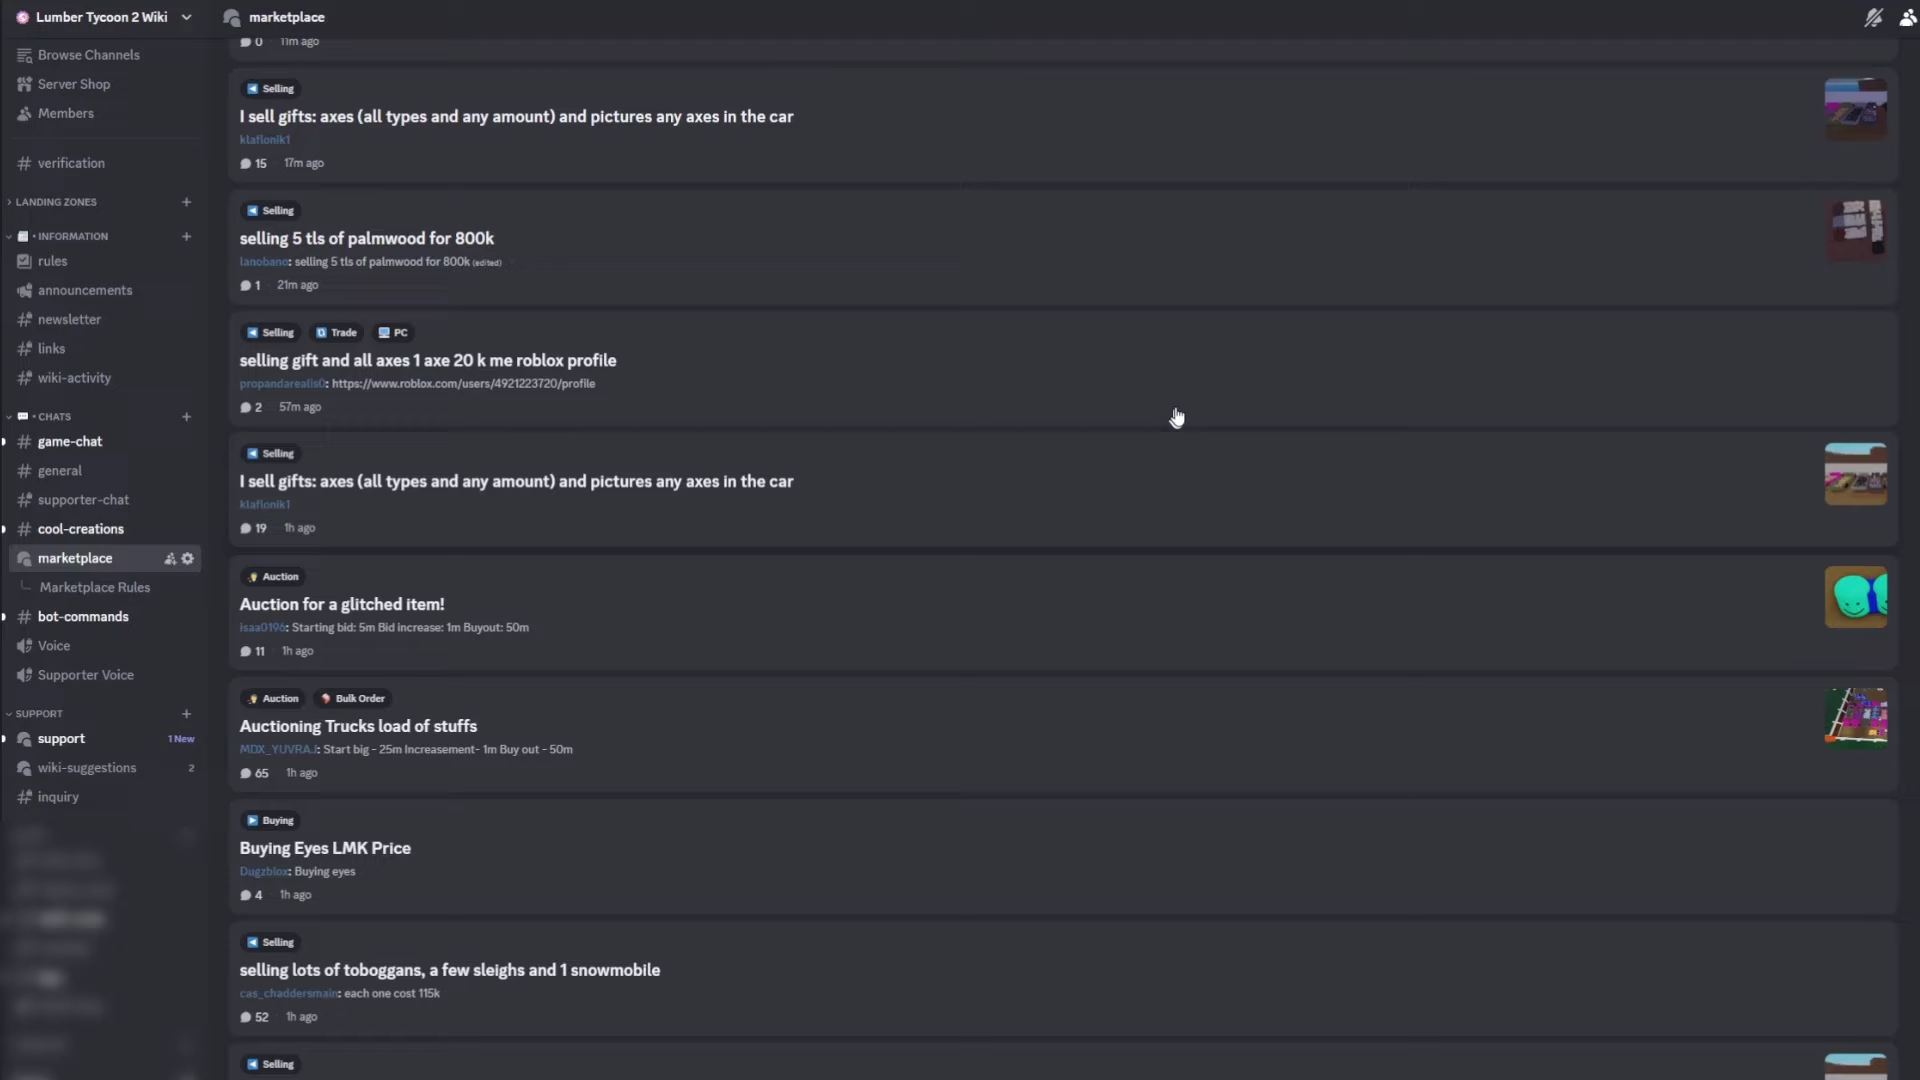 Lumber Tycoon 2 Wiki
Browse Channels
Server Shop
Members
verification
LANDING ZONES
• INFORMATION
rules
announcements
newsletter
links
wiki-activity
• CHATS
game-chat
general
supporter-chat
cool-creations
marketplace
Marketplace Rules
bot-commands
Voice
Supporter Voice
SUPPORT
support 1 New
wiki-suggestions 2
inquiry
marketplace
0 11m ago
Selling
I sell gifts: axes (all types and any amount) and pictures any axes in the car
klaflonik1
15 17m ago
Selling
selling 5 tls of palmwood for 800k
lanobano: selling 5 tls of palmwood for 800k (edited)
1 21m ago
Selling Trade PC
selling gift and all axes 1 axe 20 k me roblox profile
propandarealis0: https://www.roblox.com/users/4921223720/profile
2 57m ago
Selling
I sell gifts: axes (all types and any amount) and pictures any axes in the car
klaflonik1
19 1h ago
Auction
Auction for a glitched item!
isaa0196: Starting bid: 5m Bid increase: 1m Buyout: 50m
11 1h ago
Auction Bulk Order
Auctioning Trucks load of stuffs
MDX_YUVRAJ: Start big - 25m Increasement- 1m Buy out - 50m
65 1h ago
Buying
Buying Eyes LMK Price
Dugzblox: Buying eyes
4 1h ago
Selling
selling lots of toboggans, a few sleighs and 1 snowmobile
cas_chaddersmain: each one cost 115k
52 1h ago
Selling